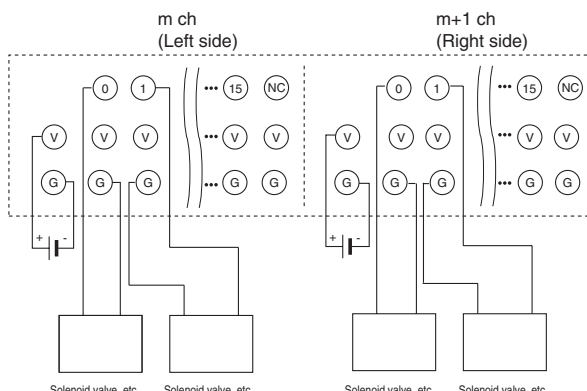 m ch
(Left side)
m+1 ch
(Right side)
0 1 ••• 15 NC
0 1 ••• 15 NC
V V V ••• V V
V V V ••• V V
G G G ••• G G
G G G ••• G G
+ -
+ -
Solenoid valve, etc. Solenoid valve, etc.
Solenoid valve, etc. Solenoid valve, etc.